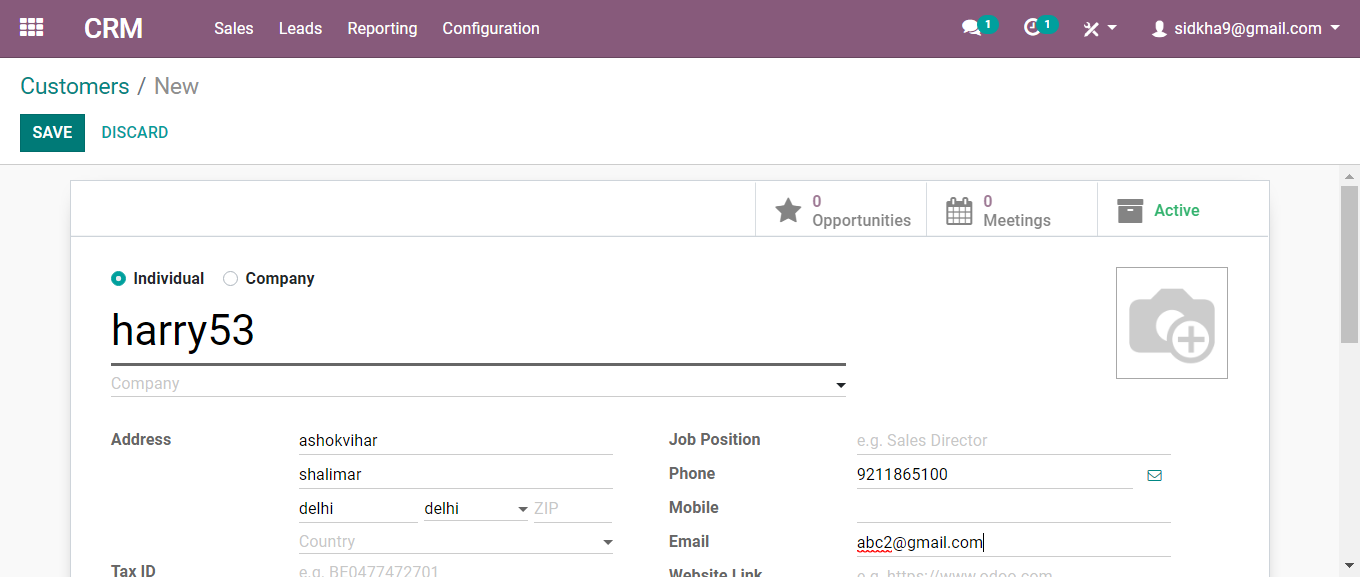 CRM Sales Leads Reporting Configuration 1 1 sidkha9@gmail.com
Customers / New
SAVE DISCARD
0 Opportunities
0 Meetings
Active
Individual Company
harry53
Company
Address ashokvihar
shalimar
delhi delhi ZIP
Country
Tax ID e.g. BE0477472701
Job Position e.g. Sales Director
Phone 9211865100
Mobile
Email abc2@gmail.com
Website Link e.g. https://www.odoo.com